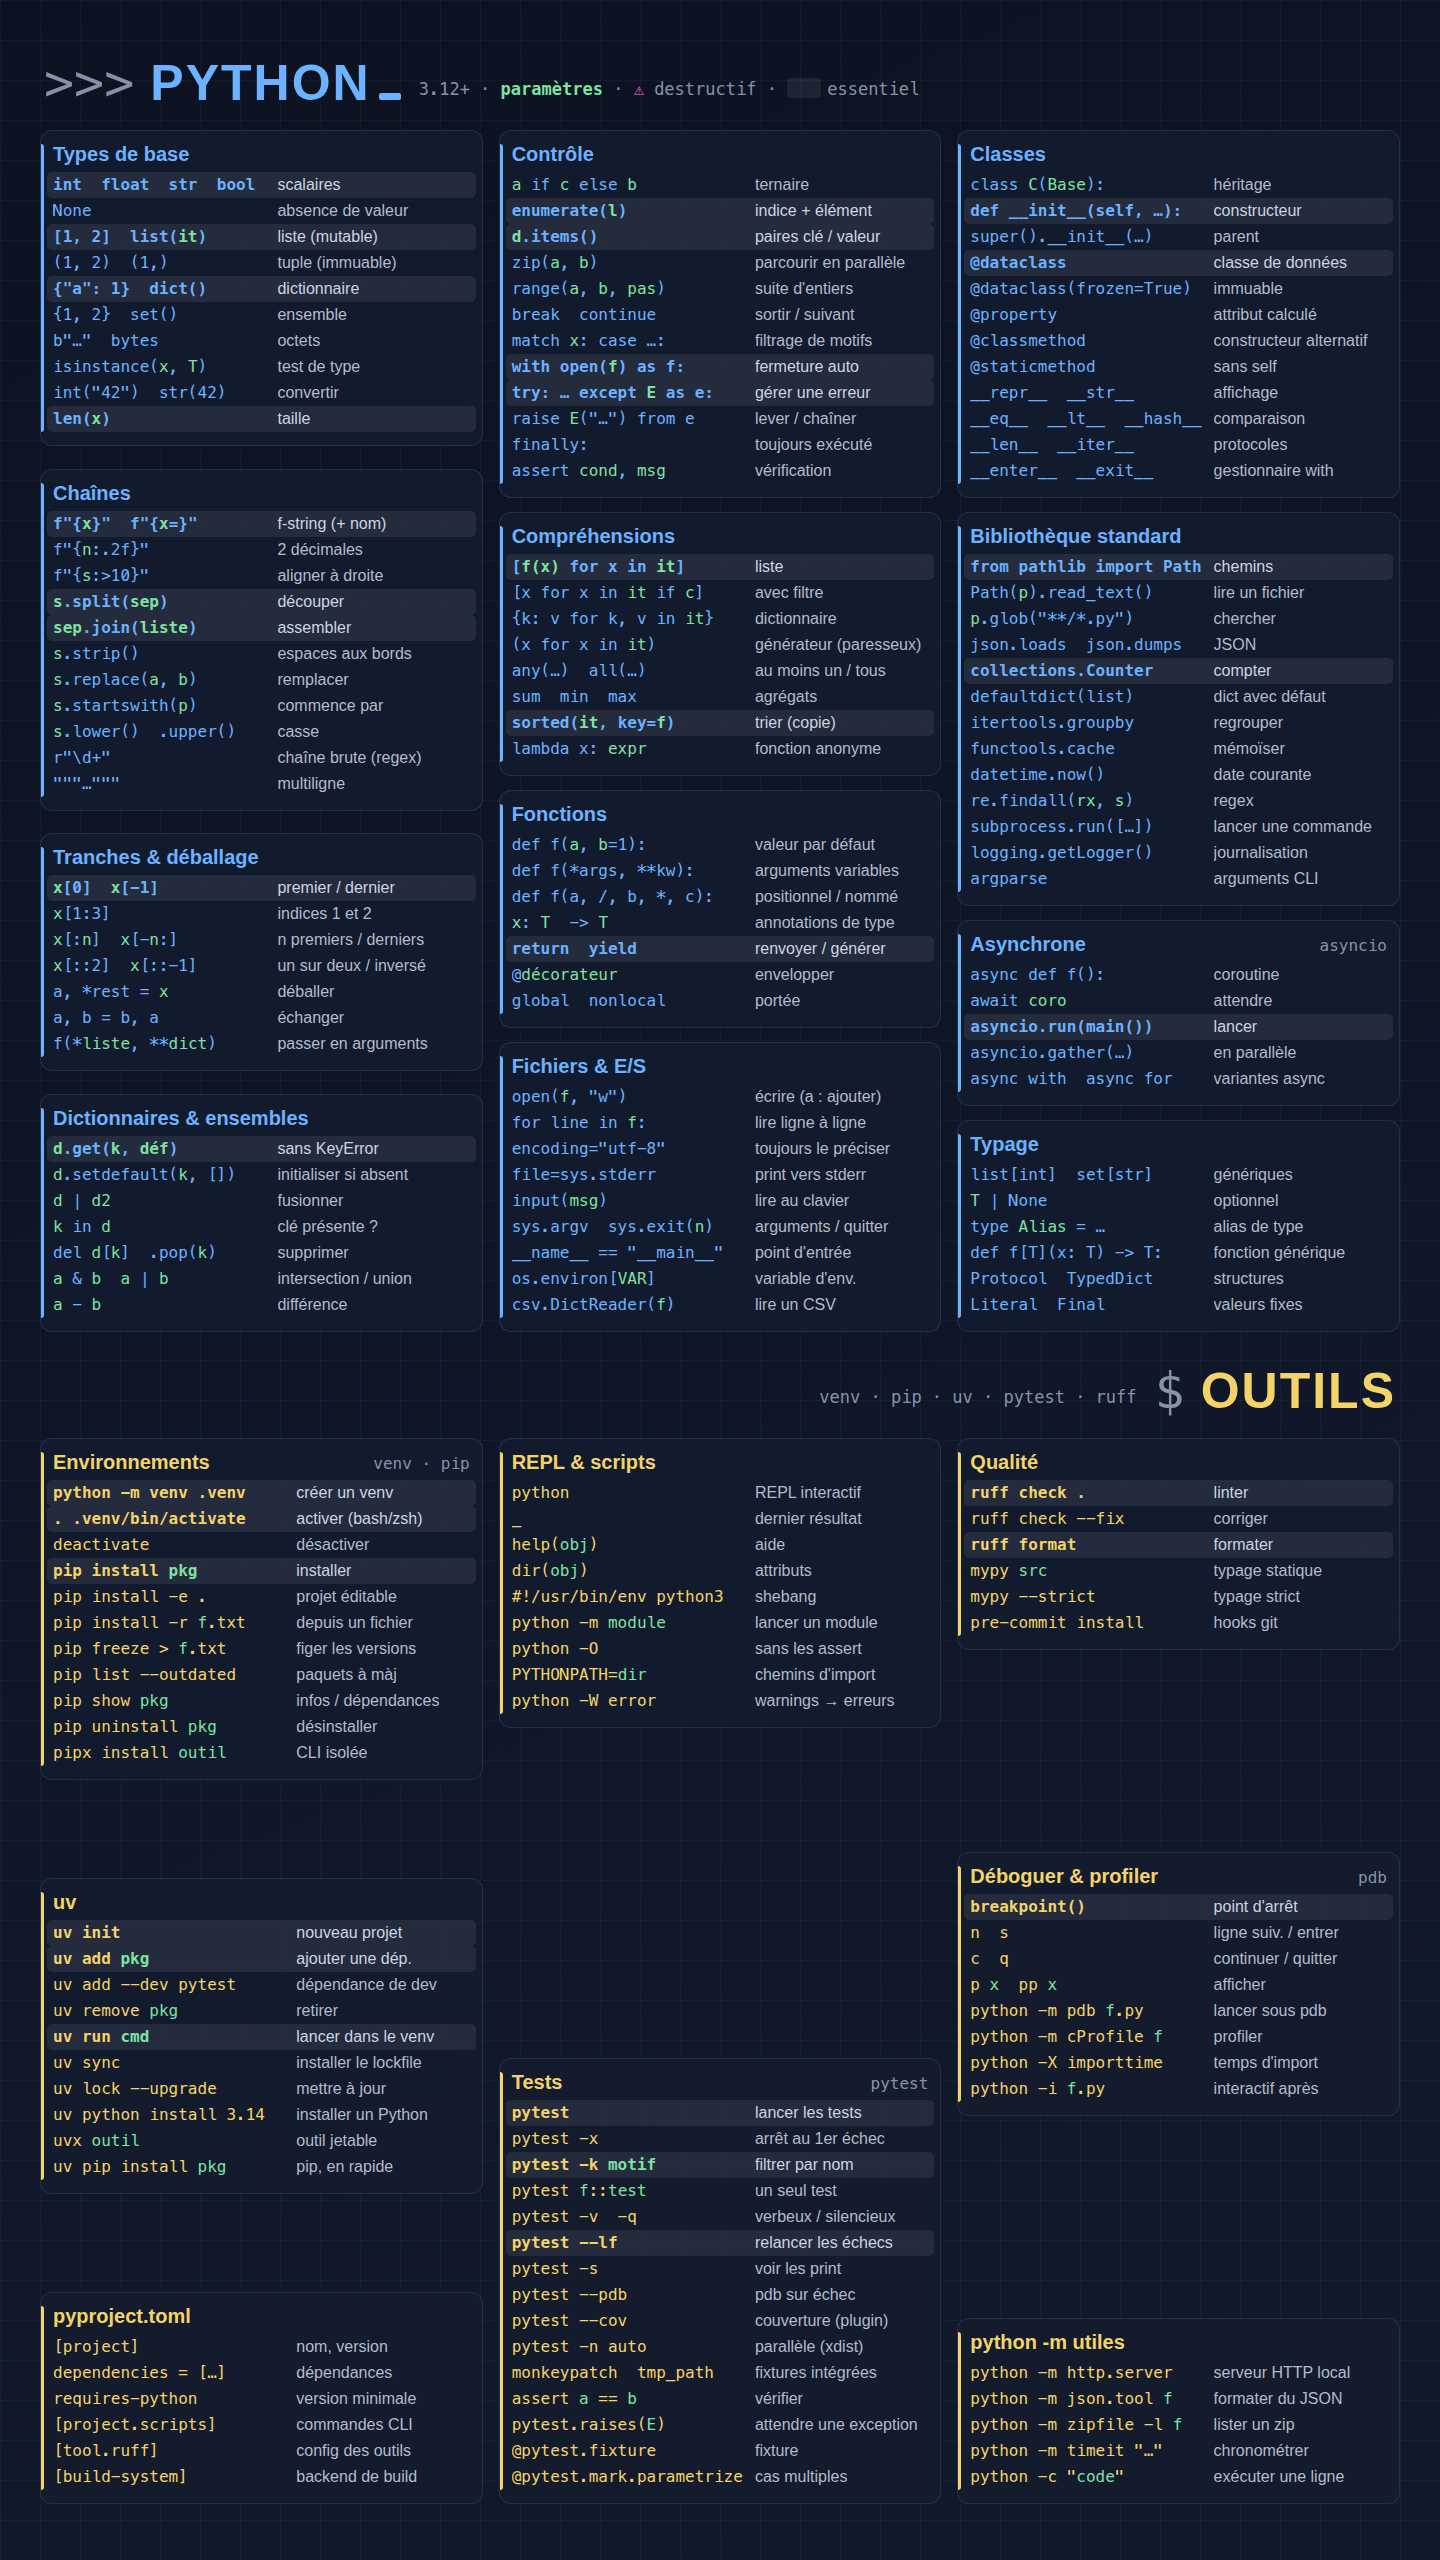 >>> PYTHON_ 3.12+ · paramètres · ⚠ destructif · essentiel
Types de base
int  float  str  bool  scalaires
None  absence de valeur
[1, 2]  list(it)  liste (mutable)
(1, 2)  (1,)  tuple (immuable)
{"a": 1}  dict()  dictionnaire
{1, 2}  set()  ensemble
b"…"  bytes  octets
isinstance(x, T)  test de type
int("42")  str(42)  convertir
len(x)  taille
Chaînes
f"{x}"  f"{x=}"  f-string (+ nom)
f"{n:.2f}"  2 décimales
f"{s:>10}"  aligner à droite
s.split(sep)  découper
sep.join(liste)  assembler
s.strip()  espaces aux bords
s.replace(a, b)  remplacer
s.startswith(p)  commence par
s.lower()  .upper()  casse
r"\d+"  chaîne brute (regex)
"""…"""  multiligne
Tranches & déballage
x[0]  x[-1]  premier / dernier
x[1:3]  indices 1 et 2
x[:n]  x[-n:]  n premiers / derniers
x[::2]  x[::-1]  un sur deux / inversé
a, *rest = x  déballer
a, b = b, a  échanger
f(*liste, **dict)  passer en arguments
Dictionnaires & ensembles
d.get(k, déf)  sans KeyError
d.setdefault(k, [])  initialiser si absent
d | d2  fusionner
k in d  clé présente ?
del d[k]  .pop(k)  supprimer
a & b  a | b  intersection / union
a - b  différence
Contrôle
a if c else b  ternaire
enumerate(l)  indice + élément
d.items()  paires clé / valeur
zip(a, b)  parcourir en parallèle
range(a, b, pas)  suite d'entiers
break  continue  sortir / suivant
match x: case …:  filtrage de motifs
with open(f) as f:  fermeture auto
try: … except E as e:  gérer une erreur
raise E("…") from e  lever / chaîner
finally:  toujours exécuté
assert cond, msg  vérification
Compréhensions
[f(x) for x in it]  liste
[x for x in it if c]  avec filtre
{k: v for k, v in it}  dictionnaire
(x for x in it)  générateur (paresseux)
any(…)  all(…)  au moins un / tous
sum  min  max  agrégats
sorted(it, key=f)  trier (copie)
lambda x: expr  fonction anonyme
Fonctions
def f(a, b=1):  valeur par défaut
def f(*args, **kw):  arguments variables
def f(a, /, b, *, c):  positionnel / nommé
x: T  -> T  annotations de type
return  yield  renvoyer / générer
@décorateur  envelopper
global  nonlocal  portée
Fichiers & E/S
open(f, "w")  écrire (a : ajouter)
for line in f:  lire ligne à ligne
encoding="utf-8"  toujours le préciser
file=sys.stderr  print vers stderr
input(msg)  lire au clavier
sys.argv  sys.exit(n)  arguments / quitter
__name__ == "__main__"  point d'entrée
os.environ[VAR]  variable d'env.
csv.DictReader(f)  lire un CSV
Classes
class C(Base):  héritage
def __init__(self, …):  constructeur
super().__init__(…)  parent
@dataclass  classe de données
@dataclass(frozen=True)  immuable
@property  attribut calculé
@classmethod  constructeur alternatif
@staticmethod  sans self
__repr__  __str__  affichage
__eq__  __lt__  __hash__  comparaison
__len__  __iter__  protocoles
__enter__  __exit__  gestionnaire with
Bibliothèque standard
from pathlib import Path  chemins
Path(p).read_text()  lire un fichier
p.glob("**/*.py")  chercher
json.loads  json.dumps  JSON
collections.Counter  compter
defaultdict(list)  dict avec défaut
itertools.groupby  regrouper
functools.cache  mémoïser
datetime.now()  date courante
re.findall(rx, s)  regex
subprocess.run([…])  lancer une commande
logging.getLogger()  journalisation
argparse  arguments CLI
Asynchrone  asyncio
async def f():  coroutine
await coro  attendre
asyncio.run(main())  lancer
asyncio.gather(…)  en parallèle
async with  async for  variantes async
Typage
list[int]  set[str]  génériques
T | None  optionnel
type Alias = …  alias de type
def f[T](x: T) -> T:  fonction générique
Protocol  TypedDict  structures
Literal  Final  valeurs fixes
venv · pip · uv · pytest · ruff $ OUTILS
Environnements  venv · pip
python -m venv .venv  créer un venv
. .venv/bin/activate  activer (bash/zsh)
deactivate  désactiver
pip install pkg  installer
pip install -e .  projet éditable
pip install -r f.txt  depuis un fichier
pip freeze > f.txt  figer les versions
pip list --outdated  paquets à màj
pip show pkg  infos / dépendances
pip uninstall pkg  désinstaller
pipx install outil  CLI isolée
uv
uv init  nouveau projet
uv add pkg  ajouter une dép.
uv add --dev pytest  dépendance de dev
uv remove pkg  retirer
uv run cmd  lancer dans le venv
uv sync  installer le lockfile
uv lock --upgrade  mettre à jour
uv python install 3.14  installer un Python
uvx outil  outil jetable
uv pip install pkg  pip, en rapide
pyproject.toml
[project]  nom, version
dependencies = […]  dépendances
requires-python  version minimale
[project.scripts]  commandes CLI
[tool.ruff]  config des outils
[build-system]  backend de build
REPL & scripts
python  REPL interactif
_  dernier résultat
help(obj)  aide
dir(obj)  attributs
#!/usr/bin/env python3  shebang
python -m module  lancer un module
python -O  sans les assert
PYTHONPATH=dir  chemins d'import
python -W error  warnings → erreurs
Tests  pytest
pytest  lancer les tests
pytest -x  arrêt au 1er échec
pytest -k motif  filtrer par nom
pytest f::test  un seul test
pytest -v  -q  verbeux / silencieux
pytest --lf  relancer les échecs
pytest -s  voir les print
pytest --pdb  pdb sur échec
pytest --cov  couverture (plugin)
pytest -n auto  parallèle (xdist)
monkeypatch  tmp_path  fixtures intégrées
assert a == b  vérifier
pytest.raises(E)  attendre une exception
@pytest.fixture  fixture
@pytest.mark.parametrize  cas multiples
Qualité
ruff check .  linter
ruff check --fix  corriger
ruff format  formater
mypy src  typage statique
mypy --strict  typage strict
pre-commit install  hooks git
Déboguer & profiler  pdb
breakpoint()  point d'arrêt
n  s  ligne suiv. / entrer
c  q  continuer / quitter
p x  pp x  afficher
python -m pdb f.py  lancer sous pdb
python -m cProfile f  profiler
python -X importtime  temps d'import
python -i f.py  interactif après
python -m utiles
python -m http.server  serveur HTTP local
python -m json.tool f  formater du JSON
python -m zipfile -l f  lister un zip
python -m timeit "…"  chronométrer
python -c "code"  exécuter une ligne